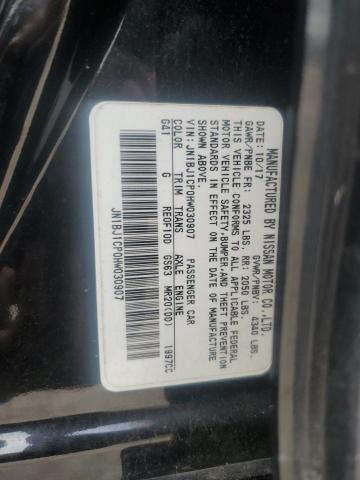 MANUFACTURED BY NISSAN MOTOR CO.,LTD.
DATE: 10/17 GVWR/PNBV: 4340 LBS.
GAWR/PNBE FR: 2325 LBS. RR: 2050 LBS.
THIS VEHICLE CONFORMS TO ALL APPLICABLE FEDERAL
MOTOR VEHICLE SAFETY,BUMPER,AND THEFT PREVENTION
STANDARDS IN EFFECT ON THE DATE OF MANUFACTURE
SHOWN ABOVE.
VIN:JN1BJ1CP0HW030907 PASSENGER CAR
COLOR TRIM TRANS AXLE ENGINE
G41 G RE0F10D GS63 MR20(DD) 1997CC
JN1BJ1CP0HW030907